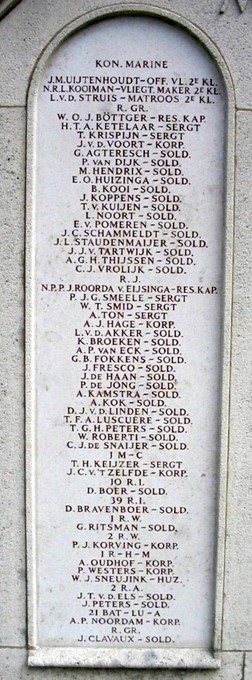 KON. MARINE
J.M.UIJTENHOUDT-OFF. VL. 2E KL.
N.R.L.KOOIMAN-VLIEGT. MAKER 2E KL.
L.v.D. STRUIS-MATROOS 2E KL.
R. GR.
W.O.J. BÖTTGER-RES. KAP.
H.T.A. KETELAAR-SERGT
T. KRISPIJN-SERGT
J.v.D. VOORT-KORP.
G. AGTERESCH-SOLD.
P. VAN DIJK-SOLD.
M. HENDRIX-SOLD.
E.O. HUIZINGA-SOLD.
B. KOOI-SOLD.
J. KOPPENS-SOLD.
T.v. KUIJEN-SOLD.
L. NOORT-SOLD.
E.v. POMEREN-SOLD.
J.C. SCHAMMELDT-SOLD.
J.L. STAUDENMAIJER-SOLD.
J.J.v. TARTWIJK-SOLD.
A.G.H. THIJSSEN-SOLD.
C.J. VROLIJK-SOLD.
R. J.
N.P.P.J. ROORDA v. EIJSINGA-RES. KAP.
P.J.G. SMEELE-SERGT
W.T. SMID-SERGT
A. TON-SERGT
A.J. HAGE-KORP.
L.v.D. AKKER-SOLD.
K. BROEKEN-SOLD.
A.P. VAN ECK-SOLD.
G.B. FOKKENS-SOLD.
J. FRESCO-SOLD.
J. DE HAAN-SOLD.
P. DE JONG-SOLD.
A. KAMSTRA-SOLD.
A. KOK-SOLD.
D.J.v.D. LINDEN-SOLD.
T.F.A. LUSCUERE-SOLD.
T.G.H. PETERS-SOLD.
W. ROBERTI-SOLD.
C.J. DE SNAIJER-SOLD.
1 M-C
T.H. KEIJZER-SERGT
J.C. v.'T ZELFDE-KORP.
10 R.I.
D. BOER-SOLD.
39 R.I.
D. BRAVENBOER-SOLD.
1 R.W.
G. RITSMAN-SOLD.
2 R.W.
P.J. KORVING-KORP.
1 R-H-M
A. OUDHOF-KORP.
P. WESTERS-KORP.
W.J. SNEIJINK-HUZ.
2 R.A.
J.T. v.D. ELS-SOLD.
J. PETERS-SOLD.
21 BAT-LU-A
A.P. NOORDAM-KORP.
R. GR.
J. CLAVAUX-SOLD.